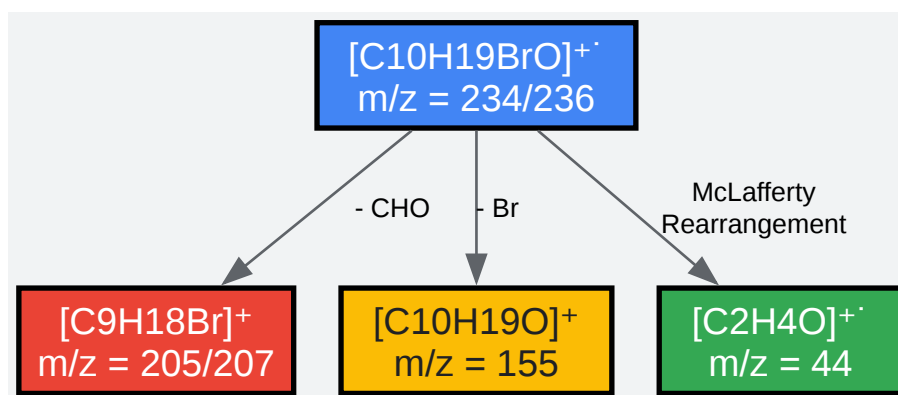 [C10H19BrO]⁺˙
m/z = 234/236
- CHO
- Br
McLafferty
Rearrangement
[C9H18Br]⁺
m/z = 205/207
[C10H19O]⁺
m/z = 155
[C2H4O]⁺˙
m/z = 44